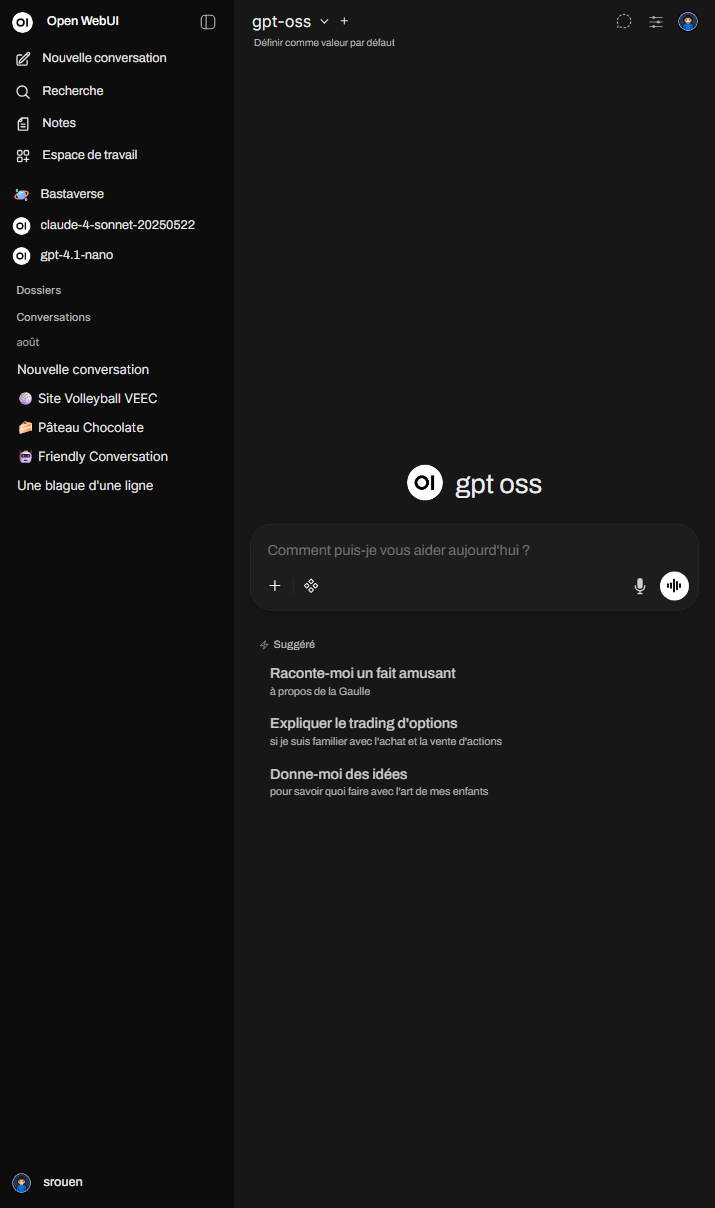 OI Open WebUI
Nouvelle conversation
Recherche
Notes
Espace de travail
Bastaverse
OI claude-4-sonnet-20250522
OI gpt-4.1-nano
Dossiers
Conversations
août
Nouvelle conversation
Site Volleyball VEEC
Pâteau Chocolate
Friendly Conversation
Une blague d'une ligne
srouen
gpt-oss
Définir comme valeur par défaut
OI gpt oss
Comment puis-je vous aider aujourd'hui ?
Suggéré
Raconte-moi un fait amusant
à propos de la Gaulle
Expliquer le trading d'options
si je suis familier avec l'achat et la vente d'actions
Donne-moi des idées
pour savoir quoi faire avec l'art de mes enfants